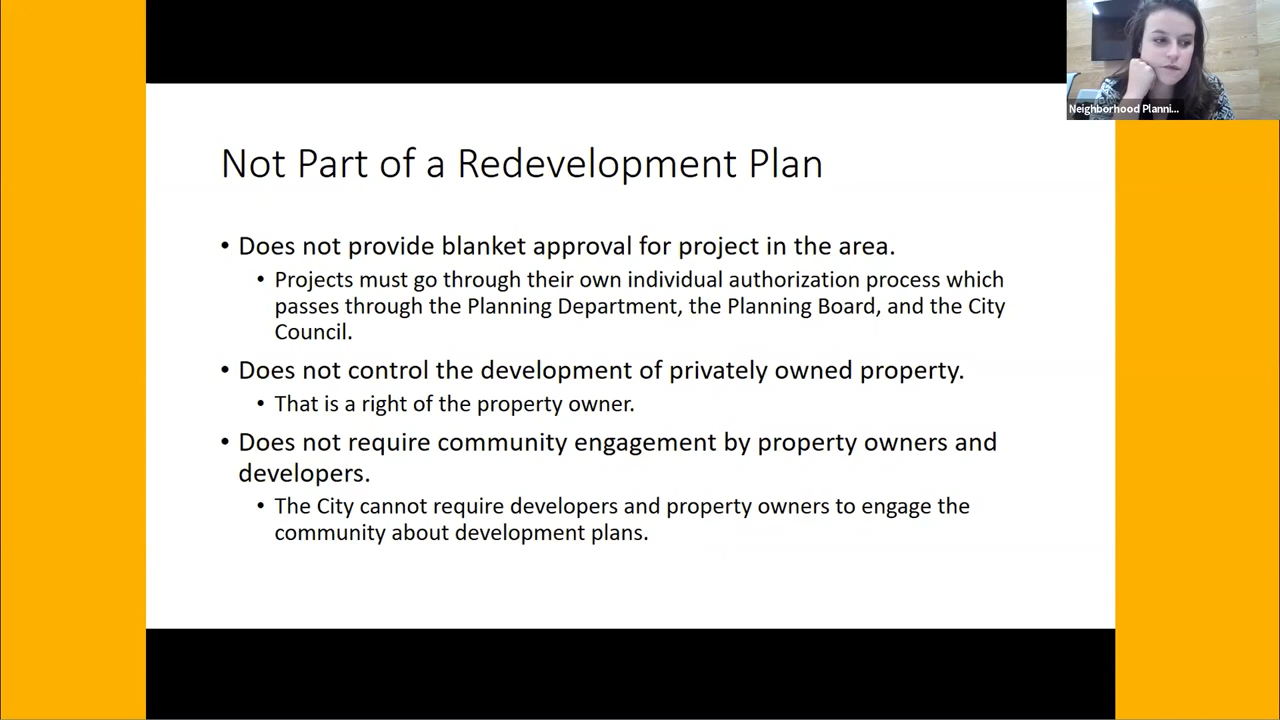 Neighborhood Planni...
Not Part of a Redevelopment Plan
• Does not provide blanket approval for project in the area.
• Projects must go through their own individual authorization process which
passes through the Planning Department, the Planning Board, and the City
Council.
• Does not control the development of privately owned property.
• That is a right of the property owner.
• Does not require community engagement by property owners and
developers.
• The City cannot require developers and property owners to engage the
community about development plans.